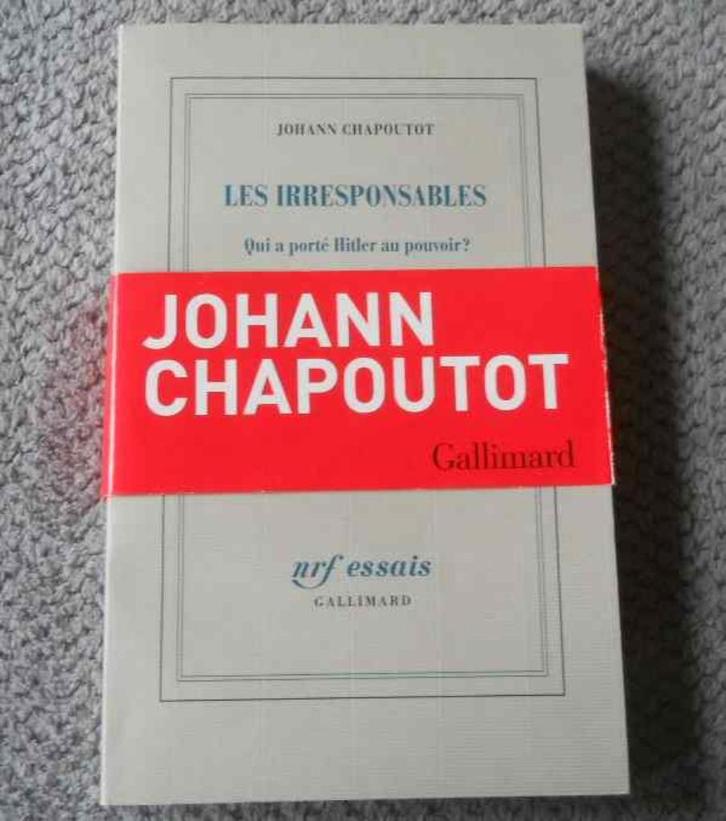 JOHANN CHAPOUTOT
LES IRRESPONSABLES
Qui a porté Hitler au pouvoir?
JOHANN
CHAPOUTOT
Gallimard
nrf essais
GALLIMARD